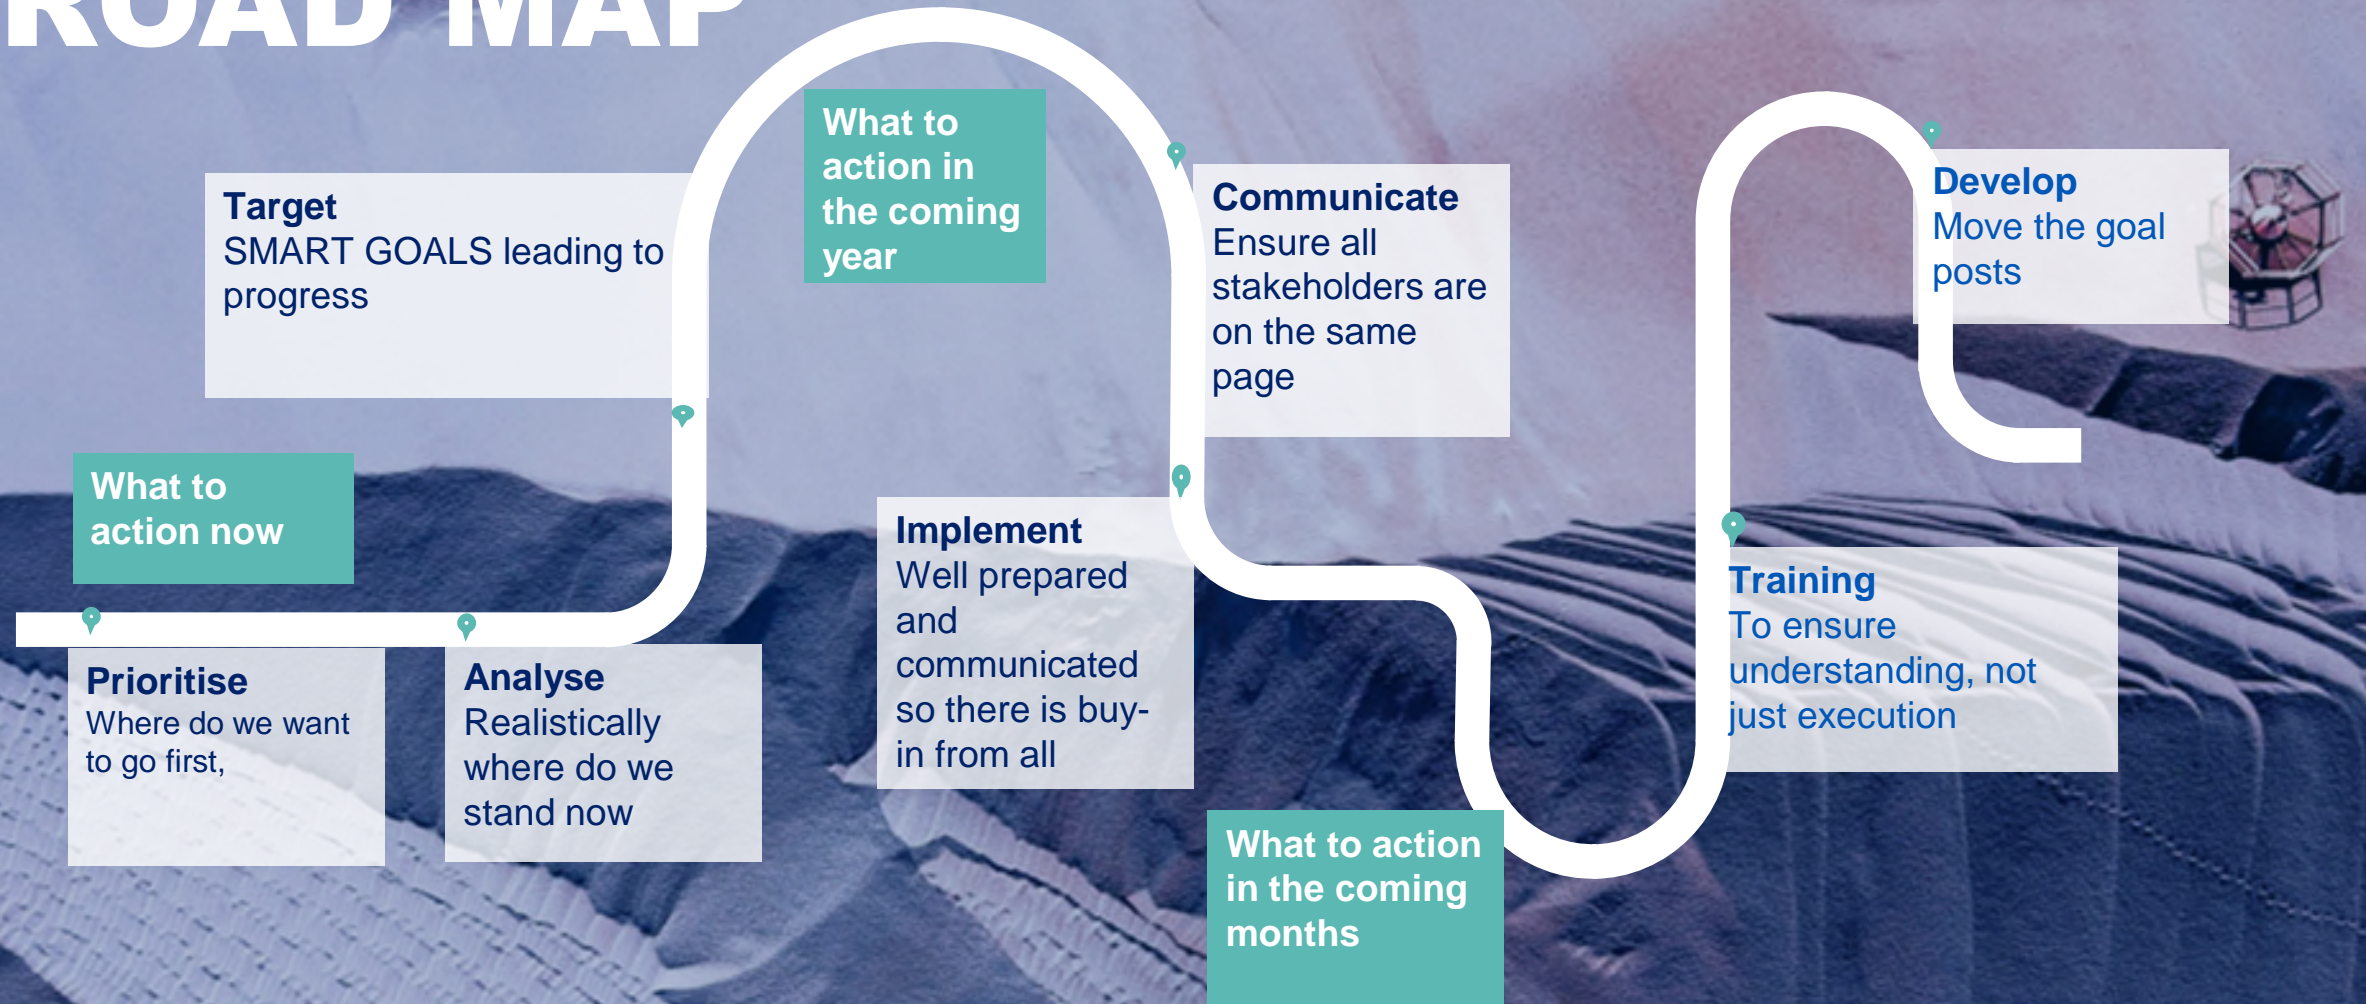 ROAD MAP
What to
action now
Prioritise
Where do we want
to go first,
Analyse
Realistically
where do we
stand now
Target
SMART GOALS leading to
progress
What to
action in
the coming
year
Communicate
Ensure all
stakeholders are
on the same
page
Implement
Well prepared
and
communicated
so there is buy-
in from all
What to action
in the coming
months
Training
To ensure
understanding, not
just execution
Develop
Move the goal
posts